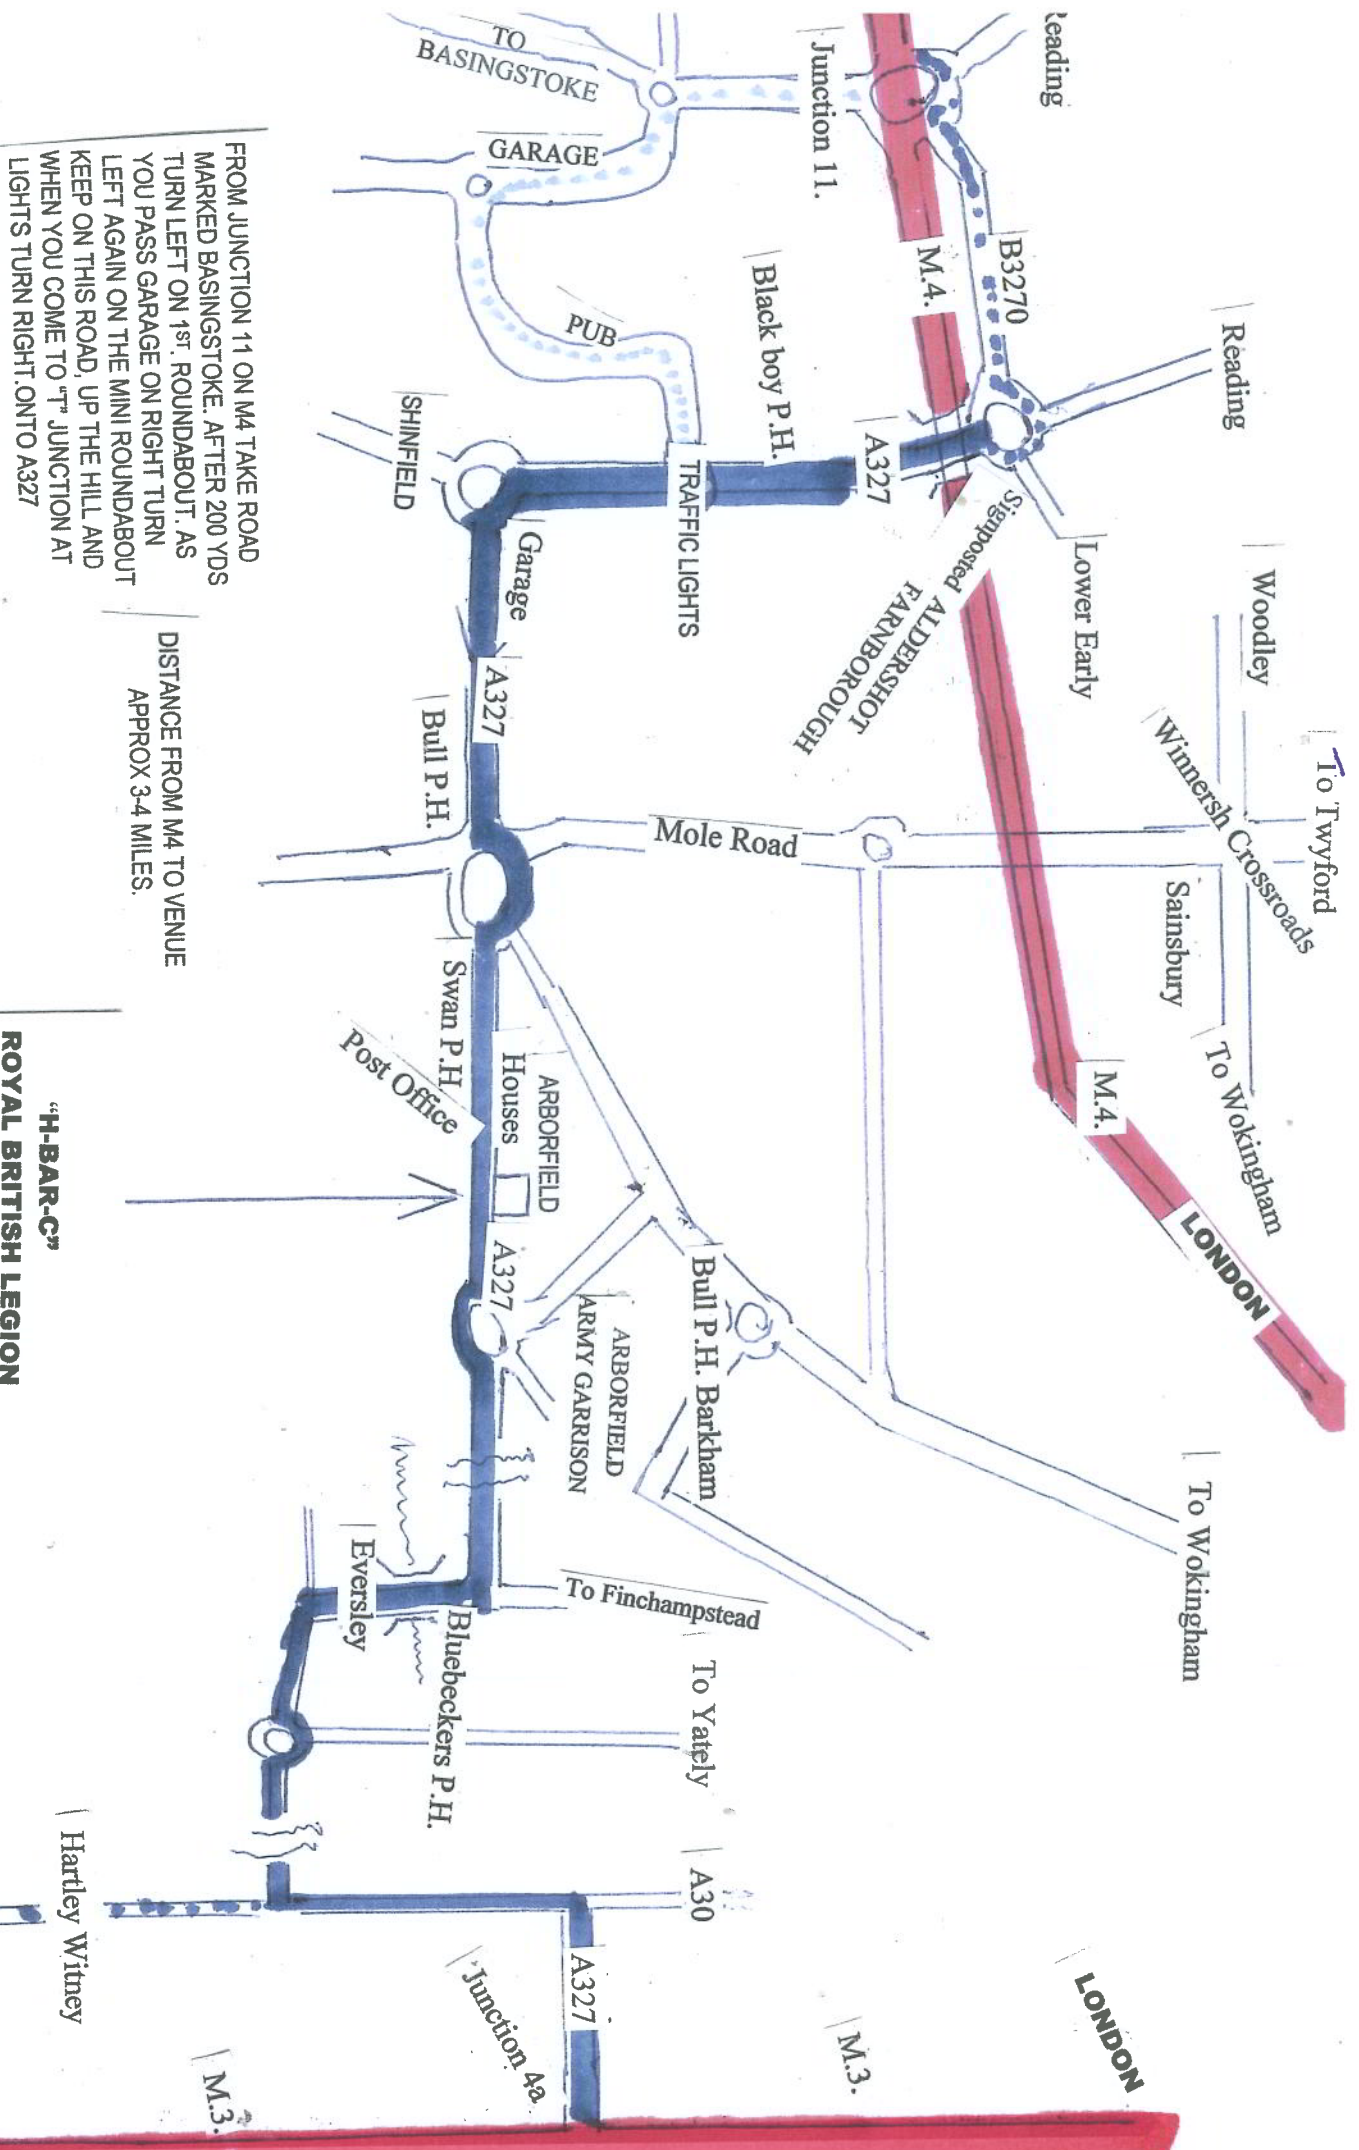 To Twyford
Woodley
Winnersh Crossroads
Sainsbury
To Wokingham
Reading
Reading
B3270
M.4.
Junction 11.
Lower Early
Signposted ALDERSHOT
FARNBOROUGH
A327
Black boy P.H.
TRAFFIC LIGHTS
TO
BASINGSTOKE
GARAGE
PUB
SHINFIELD
Garage
A327
Bull P.H.
Mole Road
M.4.
LONDON
Swan P.H
Post Office
Houses
ARBORFIELD
A327
ARBORFIELD
ARMY GARRISON
Bull P.H. Barkham
To Wokingham
To Finchampstead
Eversley
Bluebeckers P.H.
To Yately
A30
A327
Junction 4a
Hartley Witney
M.3.
M.3.
LONDON
FROM JUNCTION 11 ON M4 TAKE ROAD
MARKED BASINGSTOKE. AFTER 200 YDS
TURN LEFT ON 1ST. ROUNDABOUT. AS
YOU PASS GARAGE ON RIGHT TURN
LEFT AGAIN ON THE MINI ROUNDABOUT
KEEP ON THIS ROAD, UP THE HILL AND
WHEN YOU COME TO "T" JUNCTION AT
LIGHTS TURN RIGHT.ONTO A327
DISTANCE FROM M4 TO VENUE
APPROX 3-4 MILES.
“H-BAR-C”
ROYAL BRITISH LEGION